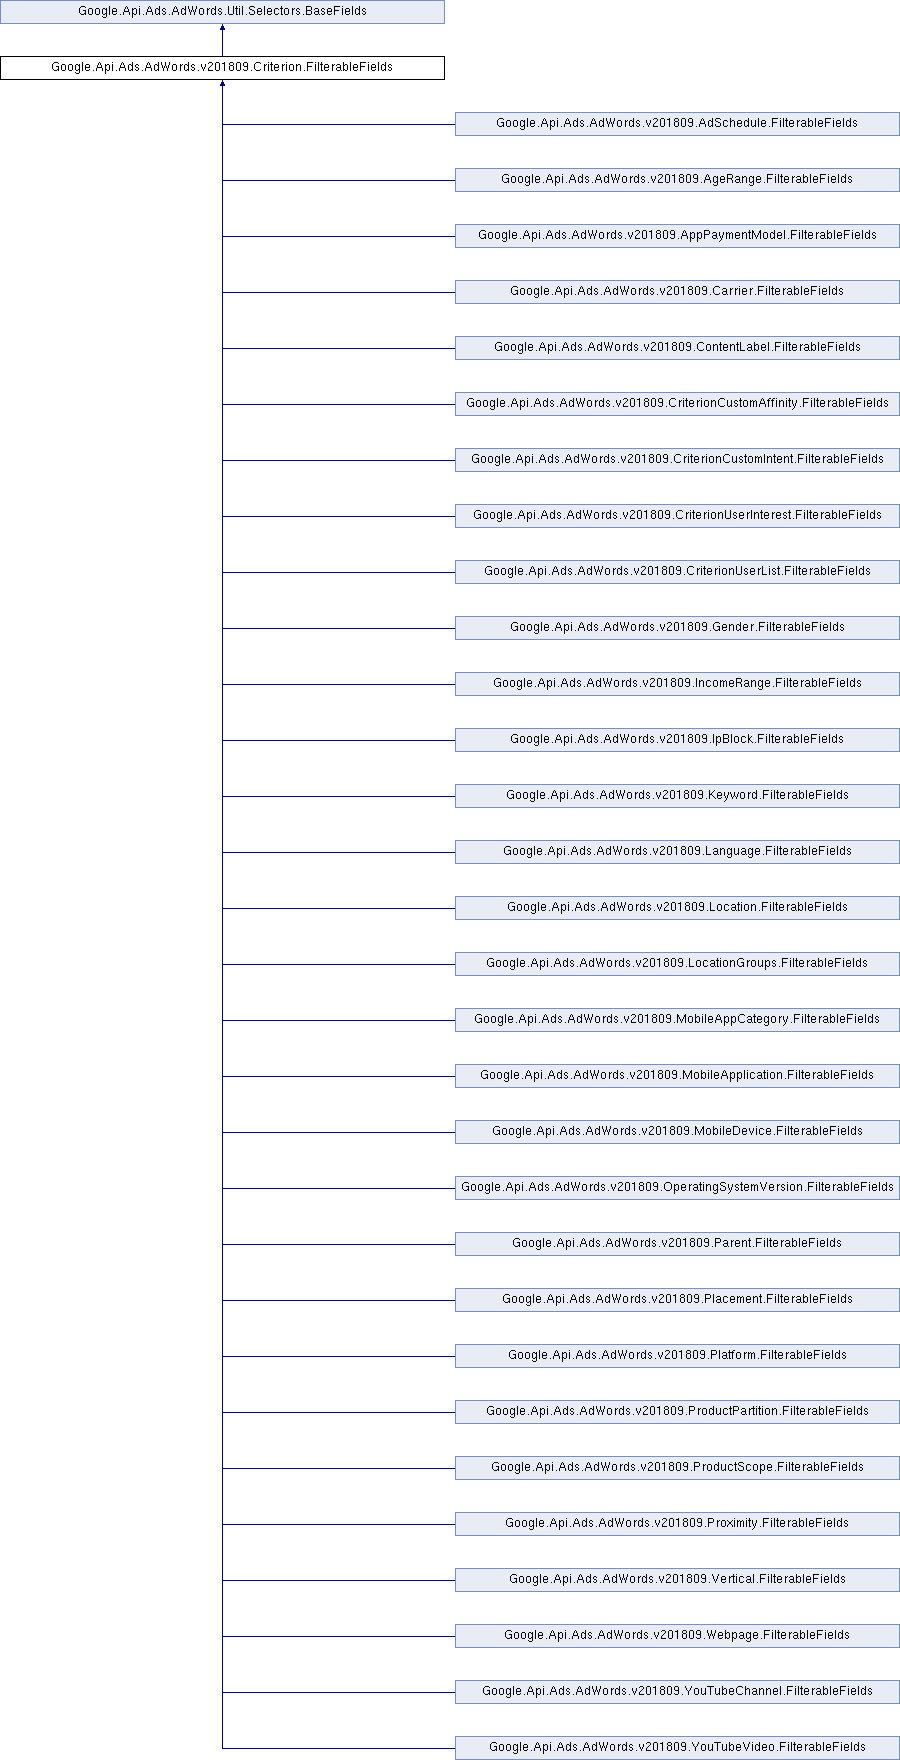 Google.Api.Ads.AdWords.Util.Selectors.BaseFields
Google.Api.Ads.AdWords.v201809.Criterion.FilterableFields
Google.Api.Ads.AdWords.v201809.AdSchedule.FilterableFields
Google.Api.Ads.AdWords.v201809.AgeRange.FilterableFields
Google.Api.Ads.AdWords.v201809.AppPaymentModel.FilterableFields
Google.Api.Ads.AdWords.v201809.Carrier.FilterableFields
Google.Api.Ads.AdWords.v201809.ContentLabel.FilterableFields
Google.Api.Ads.AdWords.v201809.CriterionCustomAffinity.FilterableFields
Google.Api.Ads.AdWords.v201809.CriterionCustomIntent.FilterableFields
Google.Api.Ads.AdWords.v201809.CriterionUserInterest.FilterableFields
Google.Api.Ads.AdWords.v201809.CriterionUserList.FilterableFields
Google.Api.Ads.AdWords.v201809.Gender.FilterableFields
Google.Api.Ads.AdWords.v201809.IncomeRange.FilterableFields
Google.Api.Ads.AdWords.v201809.IpBlock.FilterableFields
Google.Api.Ads.AdWords.v201809.Keyword.FilterableFields
Google.Api.Ads.AdWords.v201809.Language.FilterableFields
Google.Api.Ads.AdWords.v201809.Location.FilterableFields
Google.Api.Ads.AdWords.v201809.LocationGroups.FilterableFields
Google.Api.Ads.AdWords.v201809.MobileAppCategory.FilterableFields
Google.Api.Ads.AdWords.v201809.MobileApplication.FilterableFields
Google.Api.Ads.AdWords.v201809.MobileDevice.FilterableFields
Google.Api.Ads.AdWords.v201809.OperatingSystemVersion.FilterableFields
Google.Api.Ads.AdWords.v201809.Parent.FilterableFields
Google.Api.Ads.AdWords.v201809.Placement.FilterableFields
Google.Api.Ads.AdWords.v201809.Platform.FilterableFields
Google.Api.Ads.AdWords.v201809.ProductPartition.FilterableFields
Google.Api.Ads.AdWords.v201809.ProductScope.FilterableFields
Google.Api.Ads.AdWords.v201809.Proximity.FilterableFields
Google.Api.Ads.AdWords.v201809.Vertical.FilterableFields
Google.Api.Ads.AdWords.v201809.Webpage.FilterableFields
Google.Api.Ads.AdWords.v201809.YouTubeChannel.FilterableFields
Google.Api.Ads.AdWords.v201809.YouTubeVideo.FilterableFields